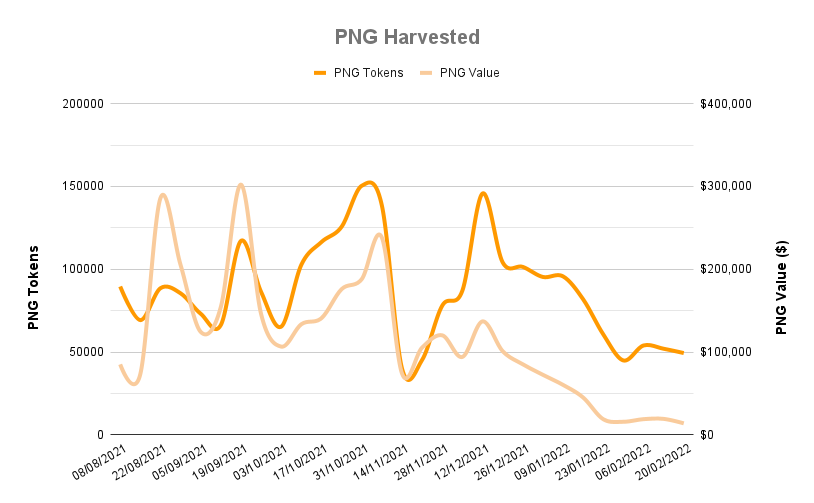 PNG Harvested
PNG Tokens PNG Value
200000 $400,000
150000 $300,000
100000 $200,000
50000 $100,000
0 $0
PNG Tokens
PNG Value ($)
08/08/2021 22/08/2021 05/09/2021 19/09/2021 03/10/2021 17/10/2021 31/10/2021 14/11/2021 28/11/2021 12/12/2021 26/12/2021 09/01/2022 23/01/2022 06/02/2022 20/02/2022